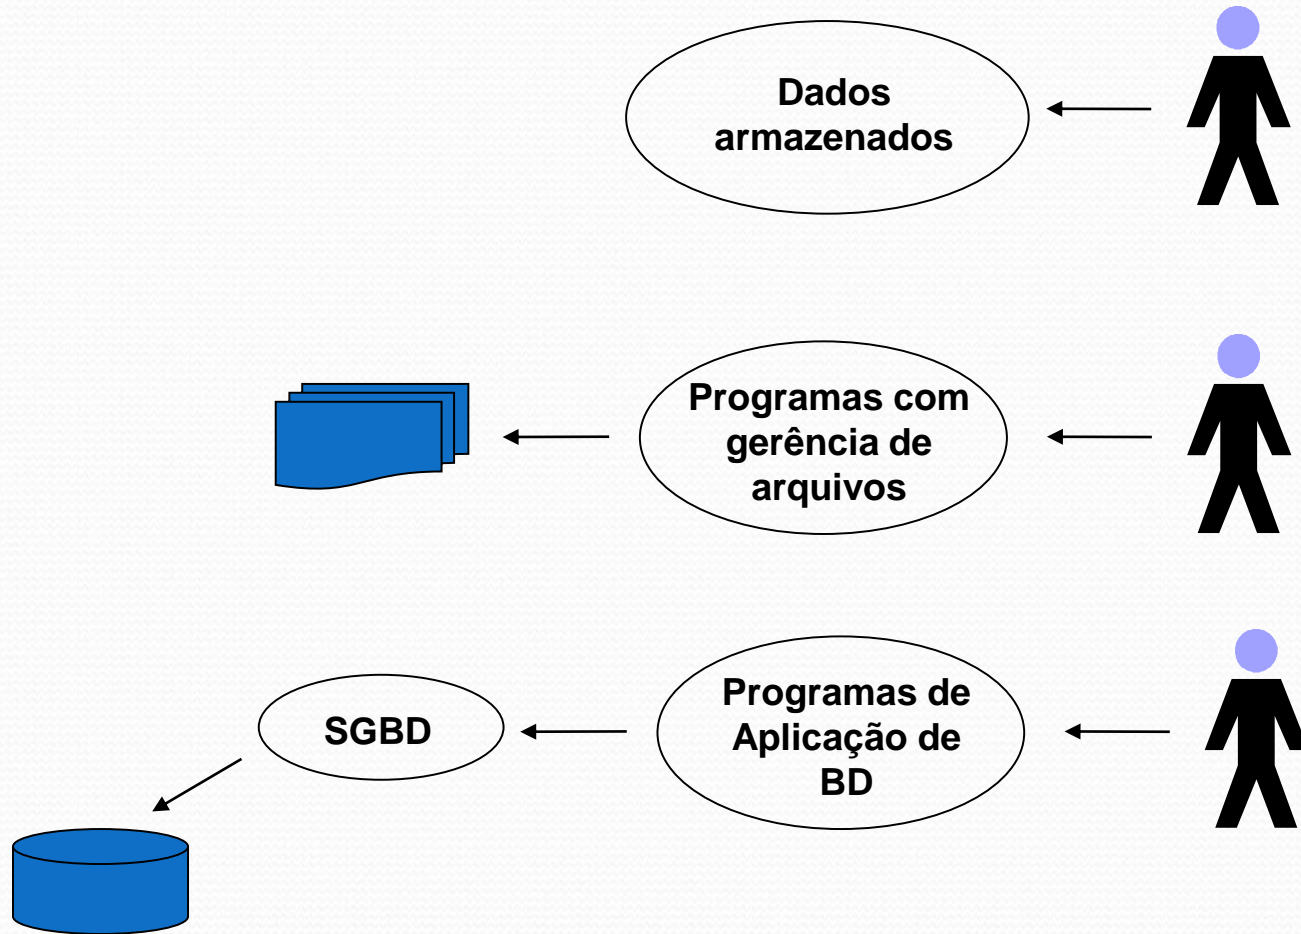 Dados
armazenados
Programas com
gerência de
arquivos
SGBD
Programas de
Aplicação de
BD